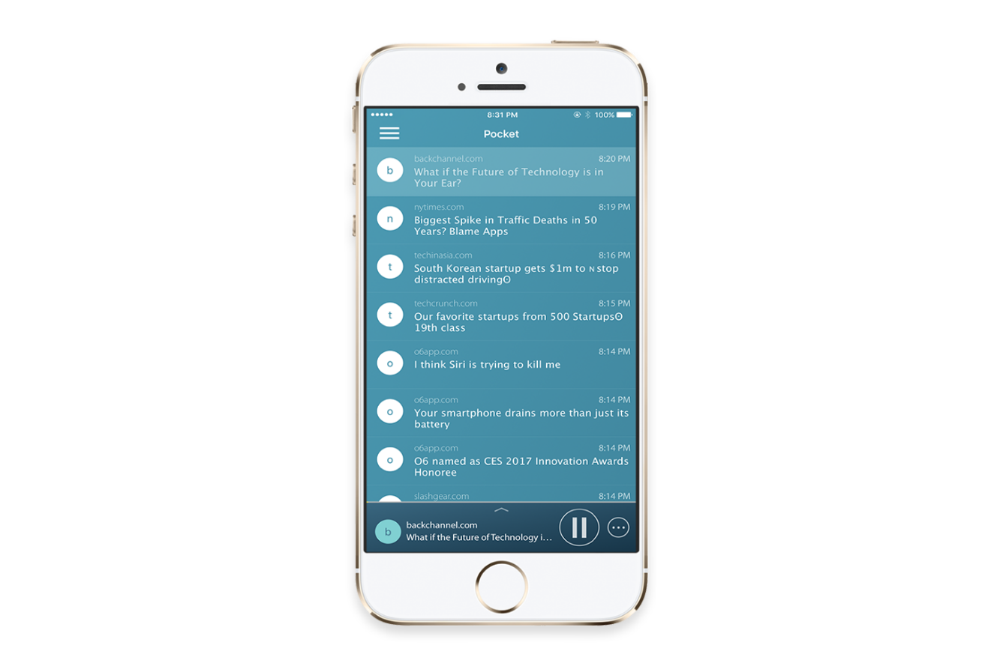 8:31 PM 100%
Pocket
backchannel.com 8:20 PM
b
What if the Future of Technology is in
Your Ear?
nytimes.com 8:19 PM
n
Biggest Spike in Traffic Deaths in 50
Years? Blame Apps
techinasia.com 8:16 PM
t
South Korean startup gets $1m to ɴstop
distracted drivingʘ
techcrunch.com 8:15 PM
t
Our favorite startups from 500 Startupsʘ
19th class
o6app.com 8:14 PM
o
I think Siri is trying to kill me
o6app.com 8:14 PM
o
Your smartphone drains more than just its
battery
o6app.com 8:14 PM
o
O6 named as CES 2017 Innovation Awards
Honoree
slashgear.com 8:14 PM
backchannel.com
b
What if the Future of Technology i...